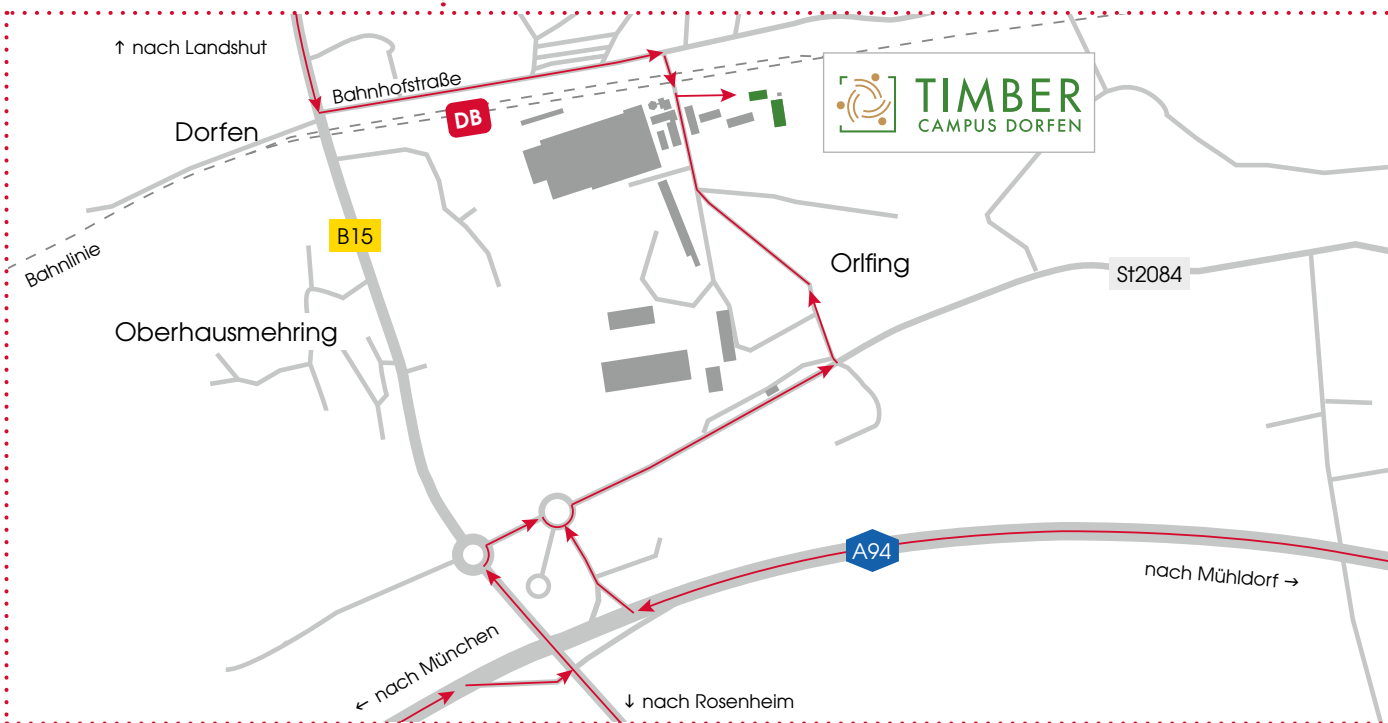 ↑ nach Landshut
Bahnhofstraße
DB
Dorfen
TIMBER
CAMPUS DORFEN
B15
Bahnlinie
Orlfing
St2084
Oberhausmehring
A94
nach Mühldorf →
← nach München
↓ nach Rosenheim